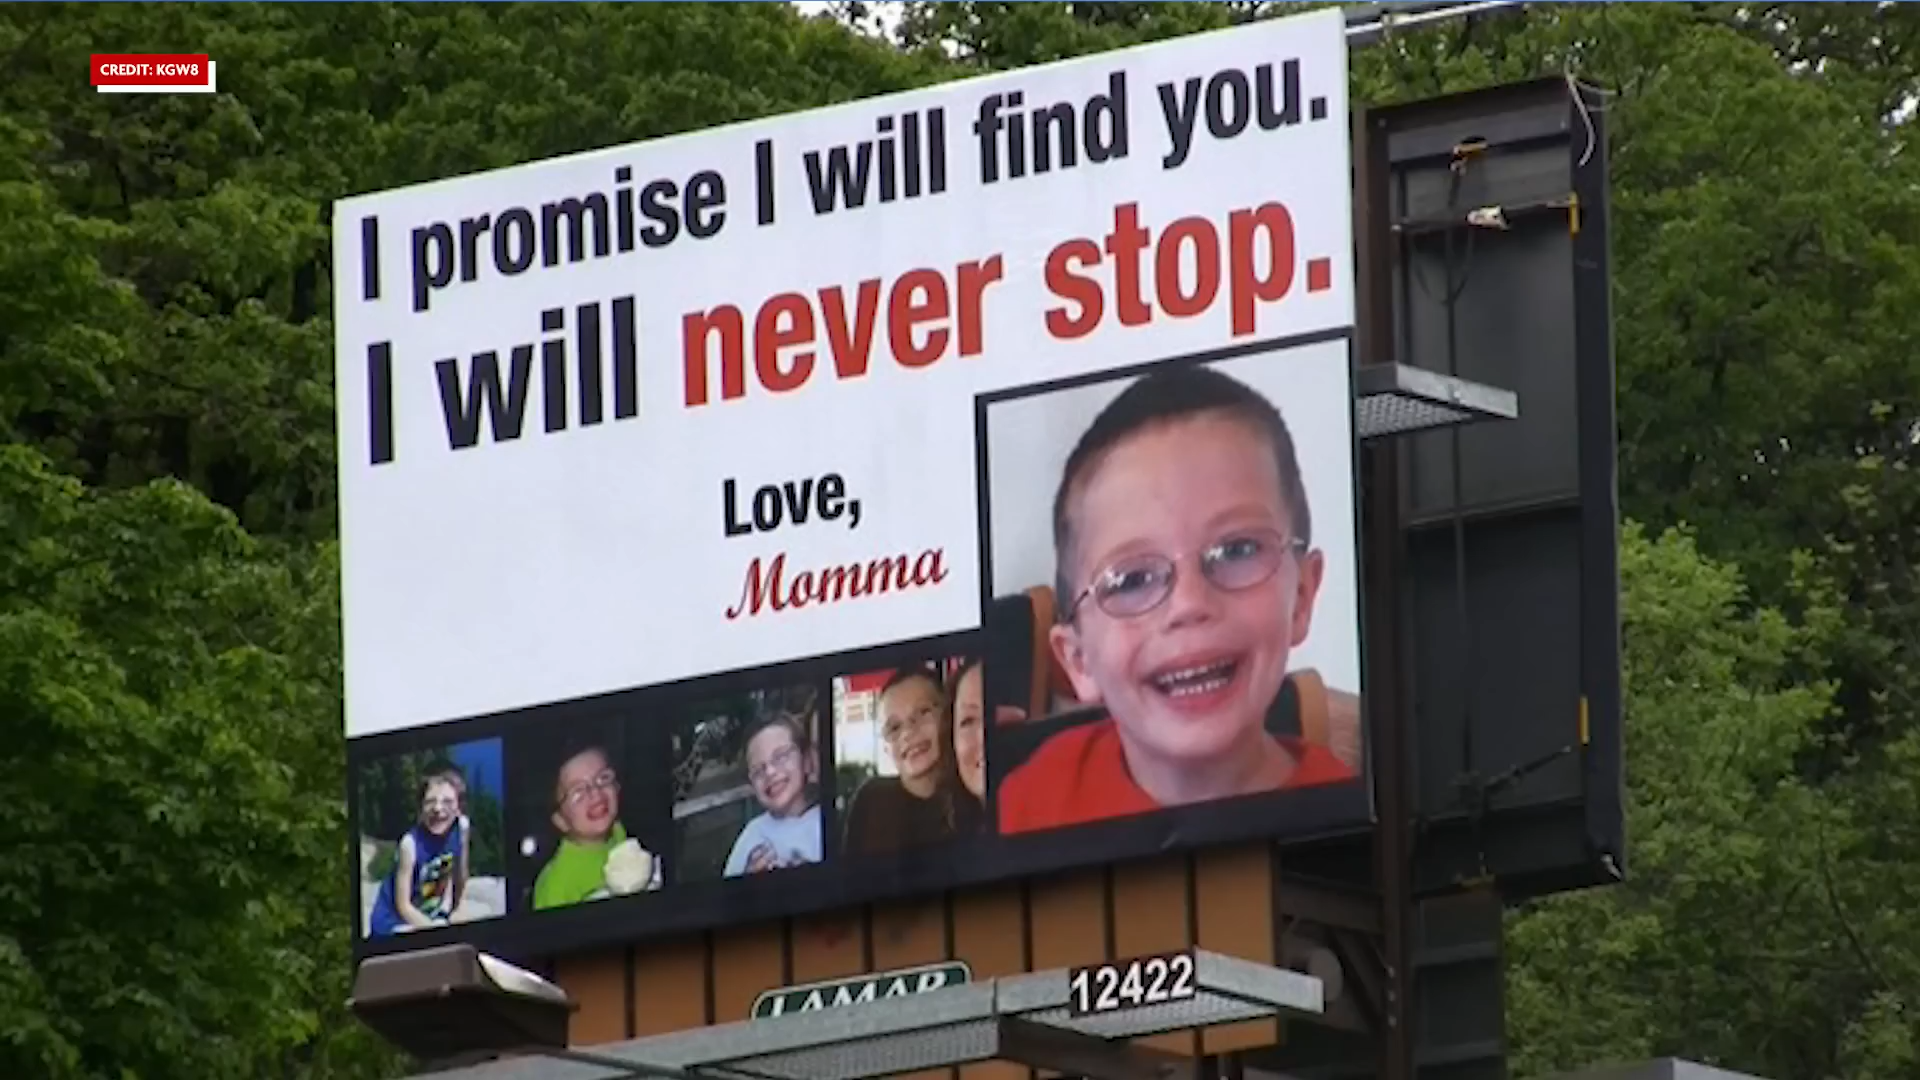 CREDIT: KGW8
I promise I will find you.
I will never stop.
Love,
Momma
LAMAR
12422